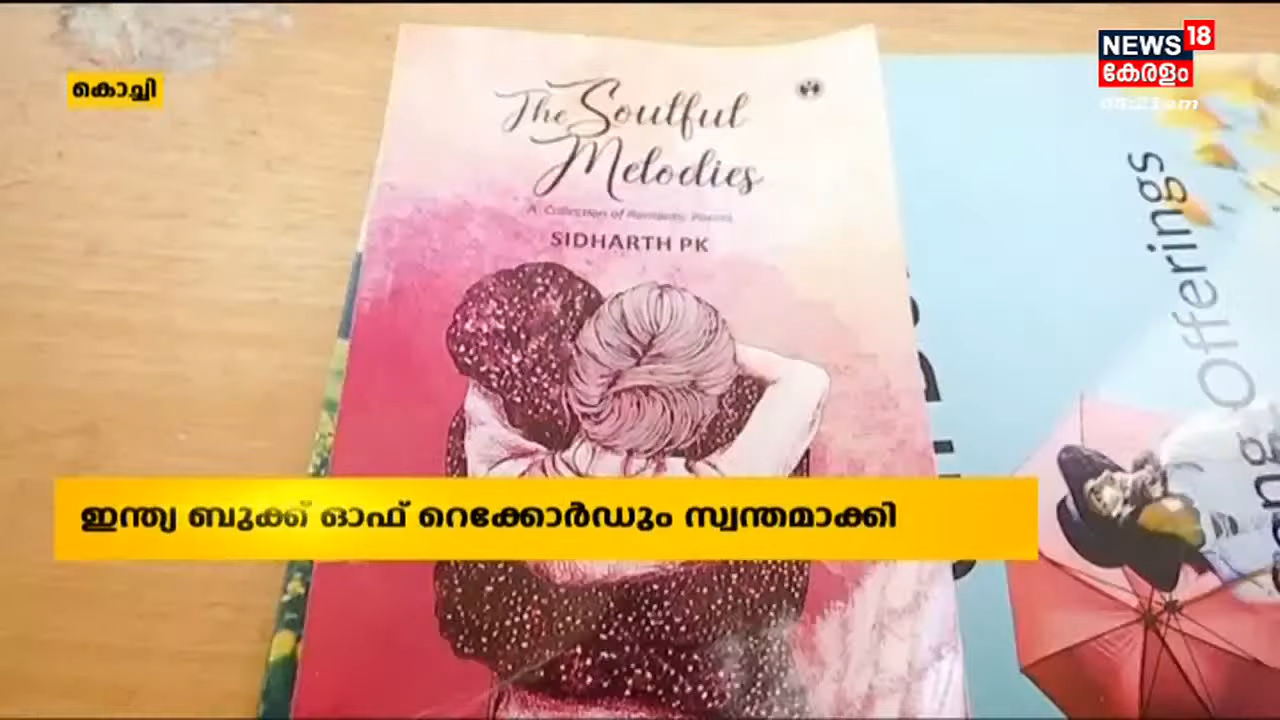 കൊച്ചി
NEWS 18
കേരളം
The Soulful
Melodies
A Collection of Romantic Poems
SIDHARTH PK
Offerings
ഇന്ത്യ ബുക്ക് ഓഫ് റെക്കോർഡും സ്വന്തമാക്കി